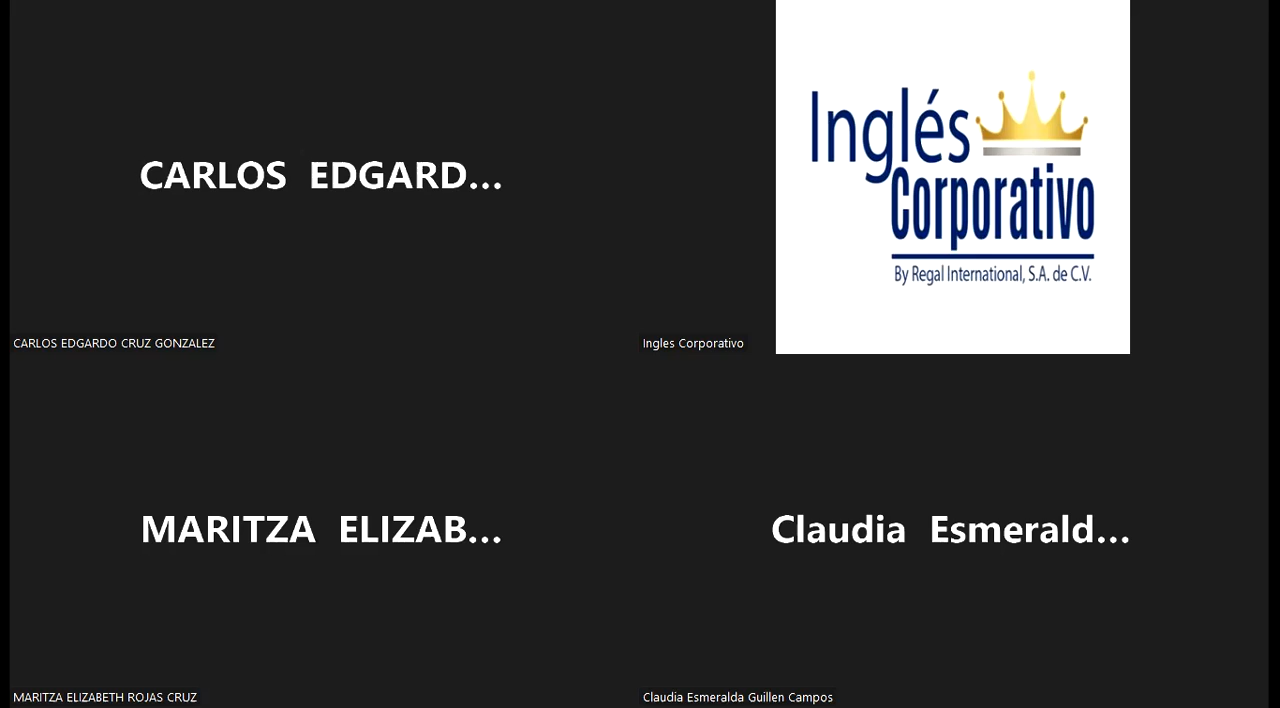 CARLOS EDGARD...
CARLOS EDGARDO CRUZ GONZALEZ
Inglés
Corporativo
By Regal International, S.A. de C.V.
Ingles Corporativo
MARITZA ELIZAB...
MARITZA ELIZABETH ROJAS CRUZ
Claudia Esmerald...
Claudia Esmeralda Guillen Campos